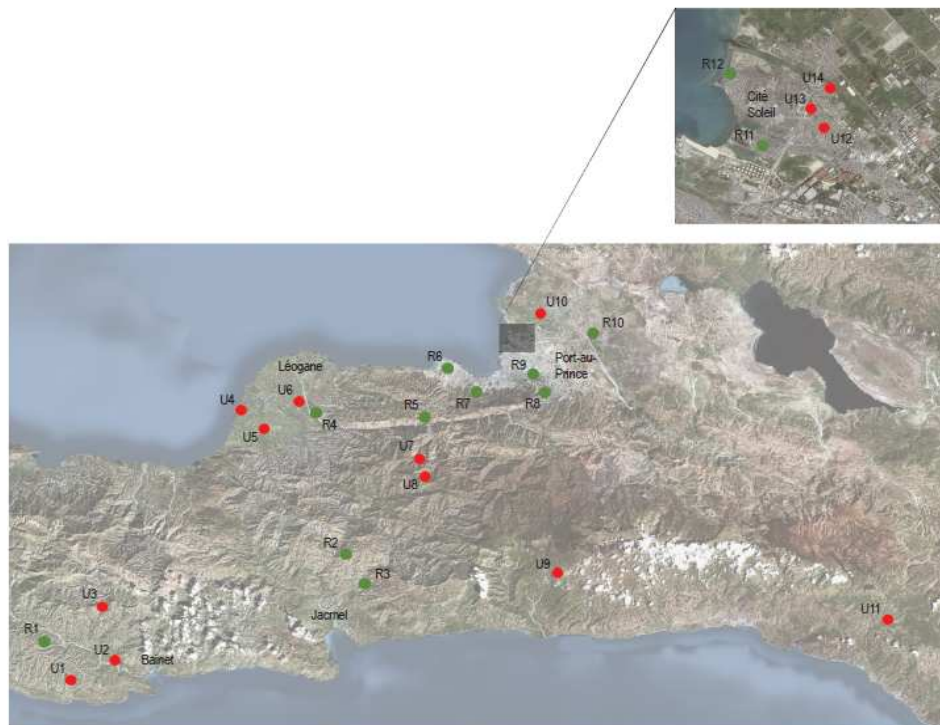 R12
U14
U13
Cité
Soleil
U12
R11
U10
R10
R6
Port-au-
Prince
R9
Léogane
U6
U4
R7
R8
R5
R4
U5
U7
U8
R2
R3
U9
U3
U11
Jacmel
R1
U2
Bainet
U1